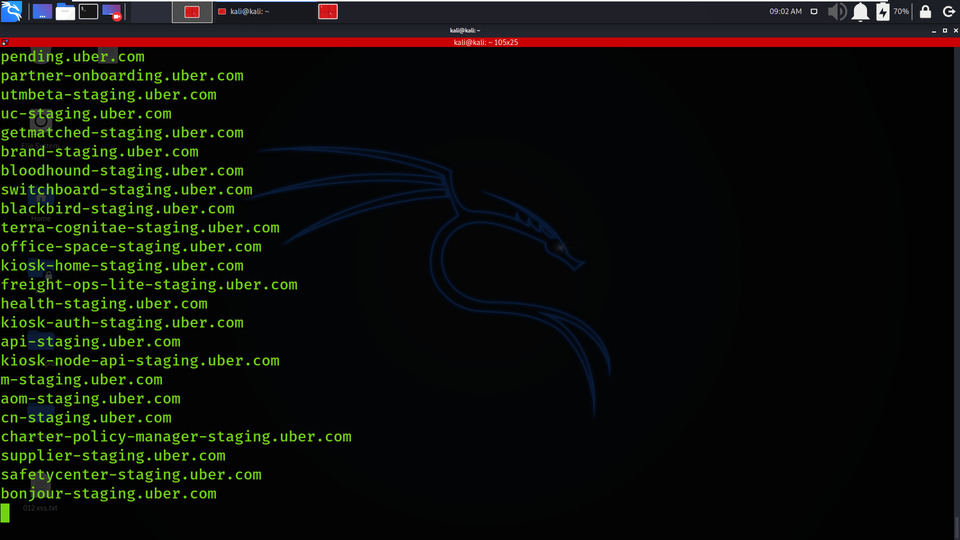 kali@kali: ~
09:02 AM
70%
kali@kali: ~
kali@kali: ~ 105x25
pending.uber.com
partner-onboarding.uber.com
utmbeta-staging.uber.com
uc-staging.uber.com
getmatched-staging.uber.com
brand-staging.uber.com
bloodhound-staging.uber.com
switchboard-staging.uber.com
blackbird-staging.uber.com
terra-cognitae-staging.uber.com
office-space-staging.uber.com
kiosk-home-staging.uber.com
freight-ops-lite-staging.uber.com
health-staging.uber.com
kiosk-auth-staging.uber.com
api-staging.uber.com
kiosk-node-api-staging.uber.com
m-staging.uber.com
aom-staging.uber.com
cn-staging.uber.com
charter-policy-manager-staging.uber.com
supplier-staging.uber.com
safetycenter-staging.uber.com
bonjour-staging.uber.com